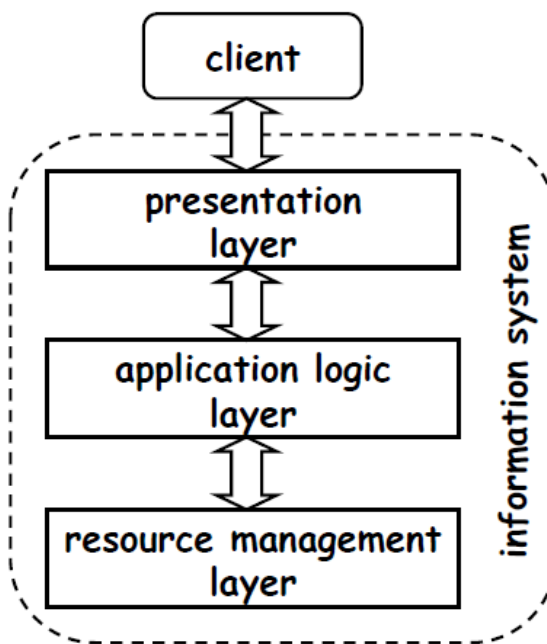 client
presentation
layer
application logic
layer
resource management
layer
information system